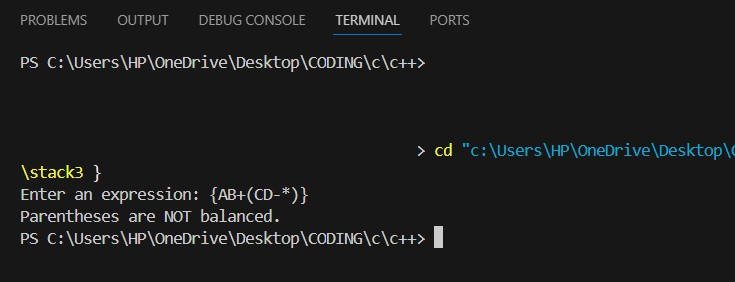 PROBLEMS OUTPUT DEBUG CONSOLE TERMINAL PORTS
PS C:\Users\HP\OneDrive\Desktop\CODING\c\c++>
> cd "c:\Users\HP\OneDrive\Desktop\
\stack3 }
Enter an expression: {AB+(CD-*)}
Parentheses are NOT balanced.
PS C:\Users\HP\OneDrive\Desktop\CODING\c\c++>